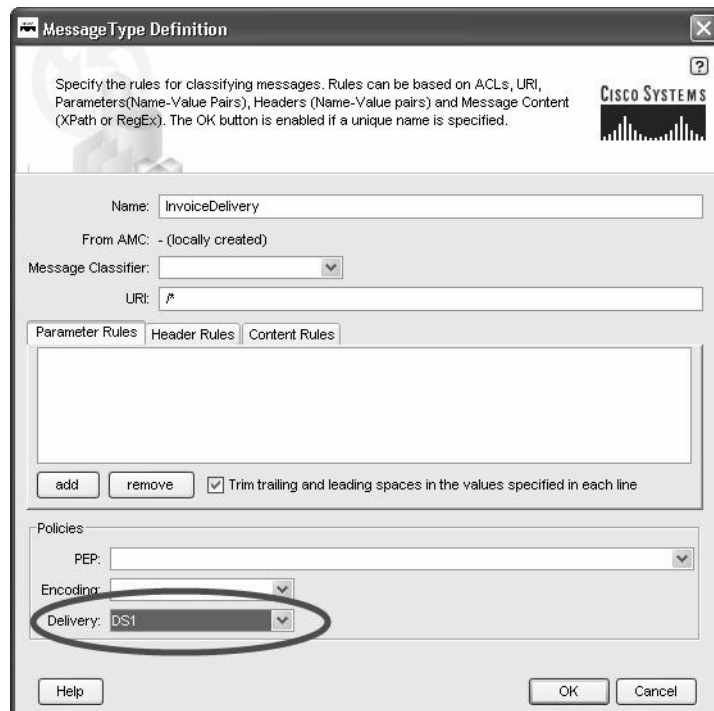 MessageType Definition
Specify the rules for classifying messages. Rules can be based on ACLs, URI,
Parameters(Name-Value Pairs), Headers (Name-Value pairs) and Message Content
(XPath or RegEx). The OK button is enabled if a unique name is specified.
?
CISCO SYSTEMS
Name: InvoiceDelivery
From AMC: - (locally created)
Message Classifier:
URI: /*
Parameter Rules Header Rules Content Rules
add remove Trim trailing and leading spaces in the values specified in each line
Policies
PEP:
Encoding:
Delivery: DS1
Help OK Cancel